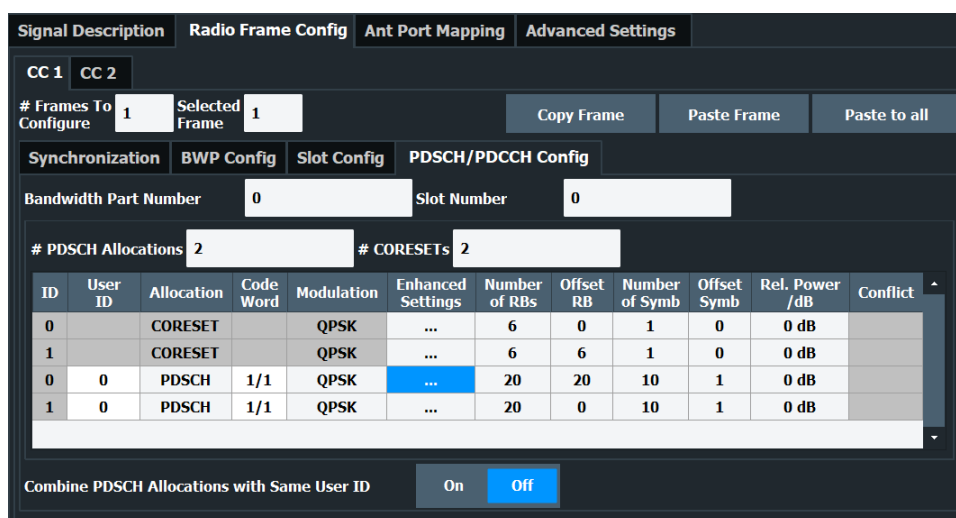 Signal Description Radio Frame Config Ant Port Mapping Advanced Settings
CC 1 CC 2
# Frames To Configure 1 Selected Frame 1 Copy Frame Paste Frame Paste to all
Synchronization BWP Config Slot Config PDSCH/PDCCH Config
Bandwidth Part Number 0 Slot Number 0
# PDSCH Allocations 2 # CORESETs 2
ID User ID Allocation Code Word Modulation Enhanced Settings Number of RBs Offset RB Number of Symb Offset Symb Rel. Power /dB Conflict
0 CORESET QPSK ... 6 0 1 0 0 dB
1 CORESET QPSK ... 6 6 1 0 0 dB
0 0 PDSCH 1/1 QPSK ... 20 20 10 1 0 dB
1 0 PDSCH 1/1 QPSK ... 20 0 10 1 0 dB
Combine PDSCH Allocations with Same User ID On Off